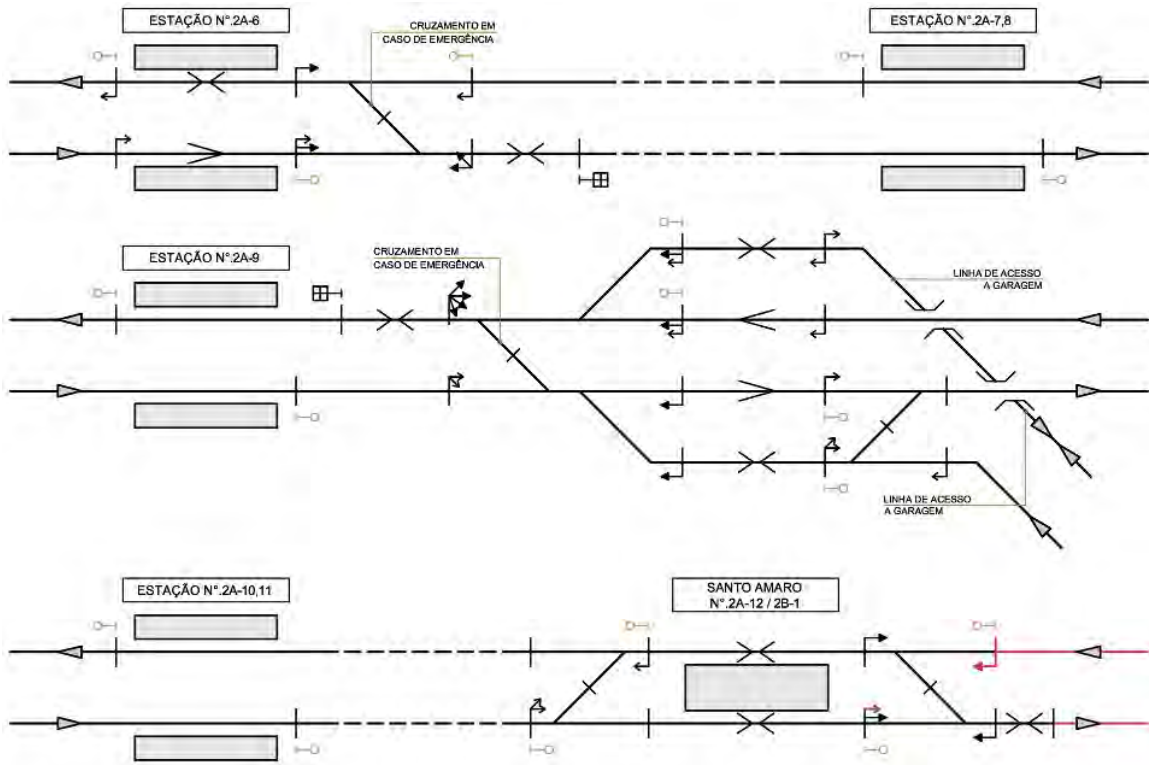 ESTAÇÃO N°.2A-6
CRUZAMENTO EM
CASO DE EMERGÊNCIA
ESTAÇÃO N°.2A-7,8
ESTAÇÃO N°.2A-9
CRUZAMENTO EM
CASO DE EMERGÊNCIA
LINHA DE ACESSO
A GARAGEM
LINHA DE ACESSO
A GARAGEM
ESTAÇÃO N°.2A-10,11
SANTO AMARO
N°.2A-12 / 2B-1